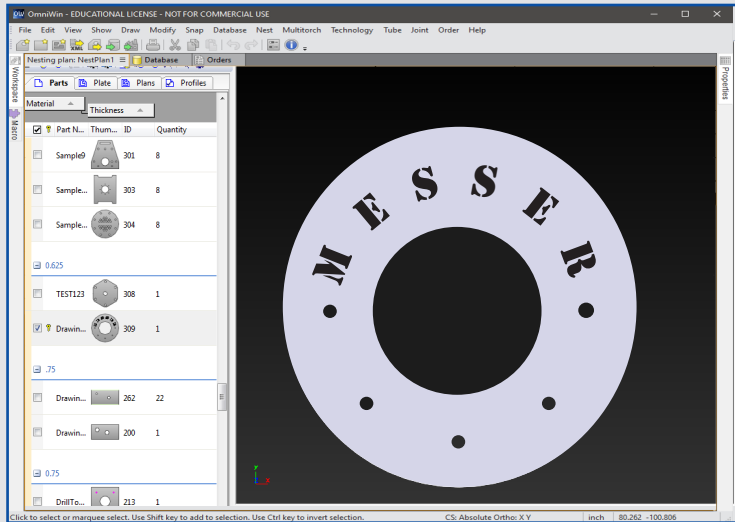 OmniWin - EDUCATIONAL LICENSE - NOT FOR COMMERCIAL USE
File Edit View Show Draw Modify Snap Database Nest Multitorch Technology Tube Joint Order Help
XML
Nesting plan: NestPlan1 Database Orders
Workspace
Macro
Properties
Parts Plate Plans Profiles
Material
Thickness
Part N... Thum... ID Quantity
Sample9 301 8
Sample... 303 8
Sample... 304 8
0.625
TEST123 308 1
Drawin... 309 1
.75
Drawin... 262 22
Drawin... 200 1
0.75
DrillTo... 213 1
MESSER
Y
X
Click to select or marquee select. Use Shift key to add to selection. Use Ctrl key to invert selection. CS: Absolute Ortho: X Y inch 80.262 -100.806